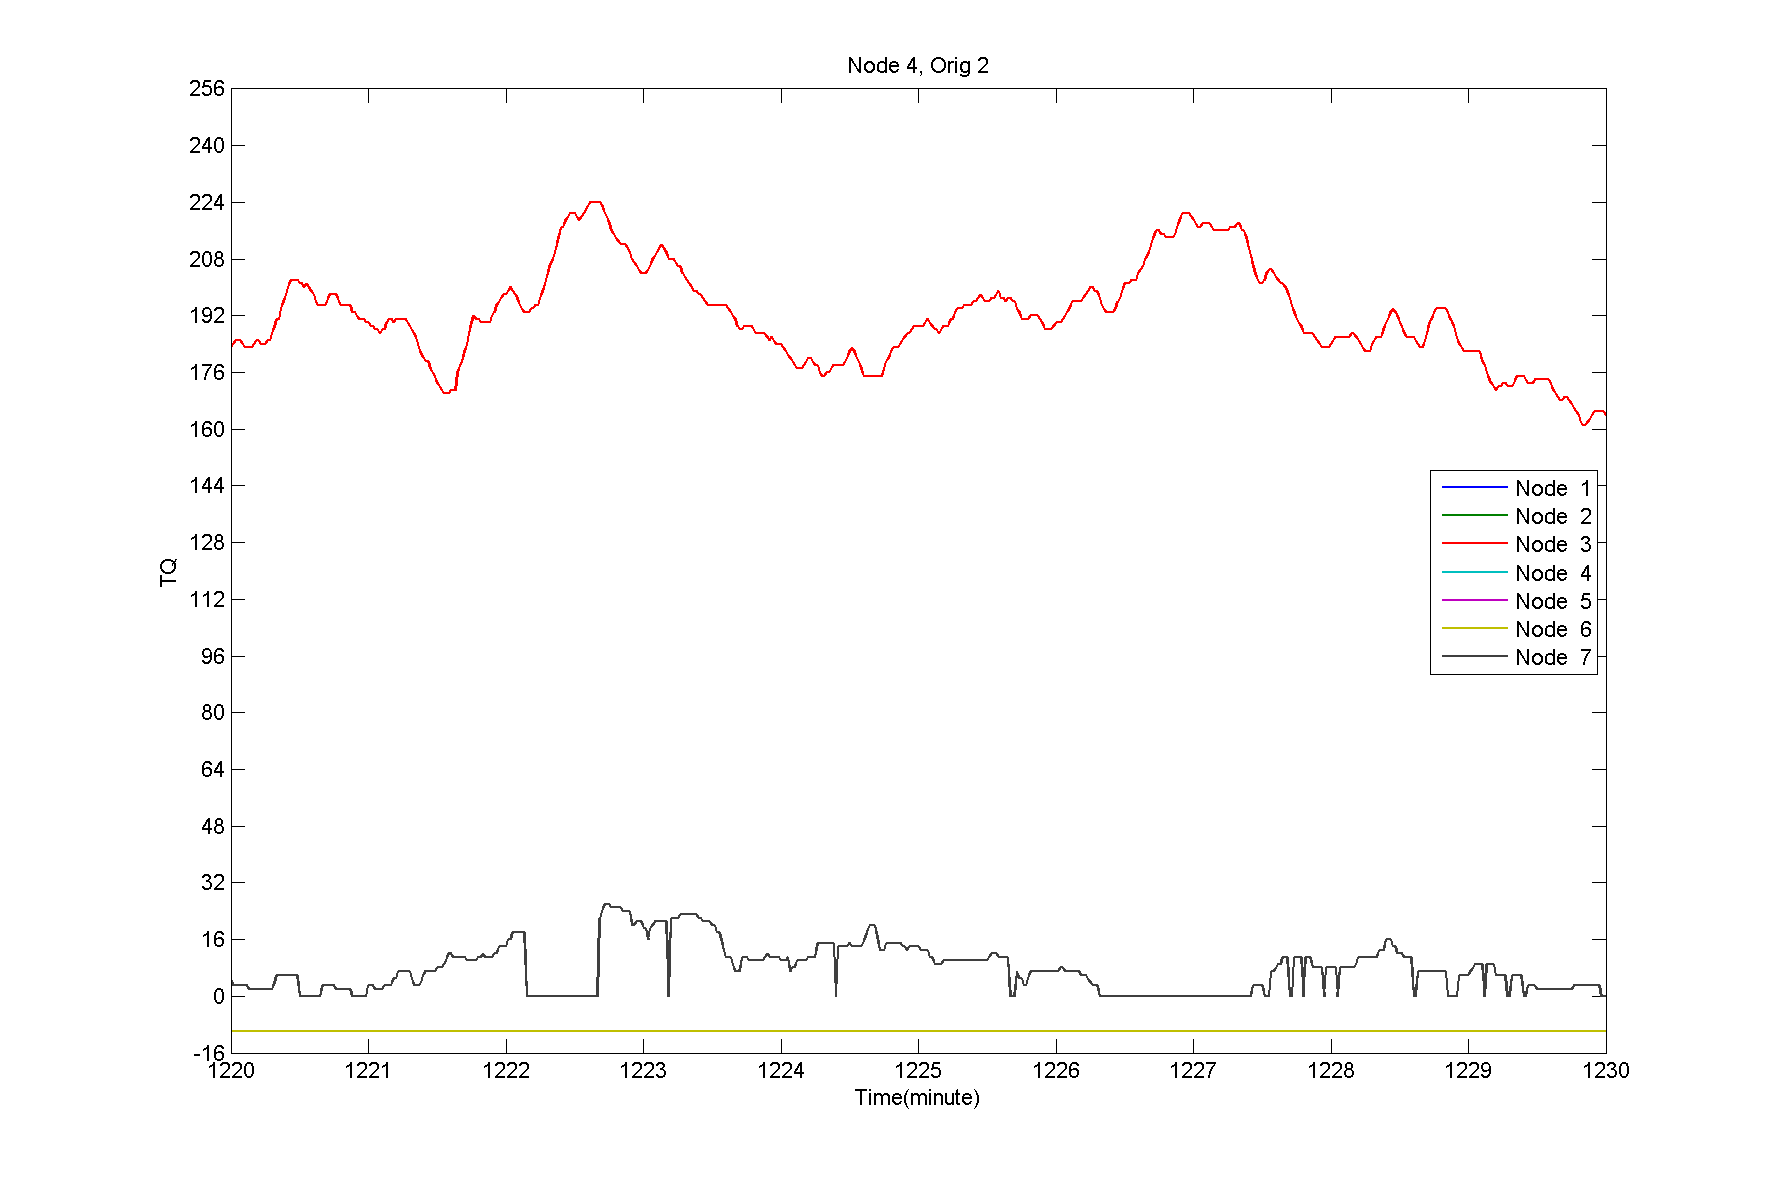 Node 4, Orig 2
256
240
224
208
192
176
160
144
128
112
96
80
64
48
32
16
0
-16
TQ
Node 1
Node 2
Node 3
Node 4
Node 5
Node 6
Node 7
1220 1221 1222 1223 1224 1225 1226 1227 1228 1229 1230
Time(minute)